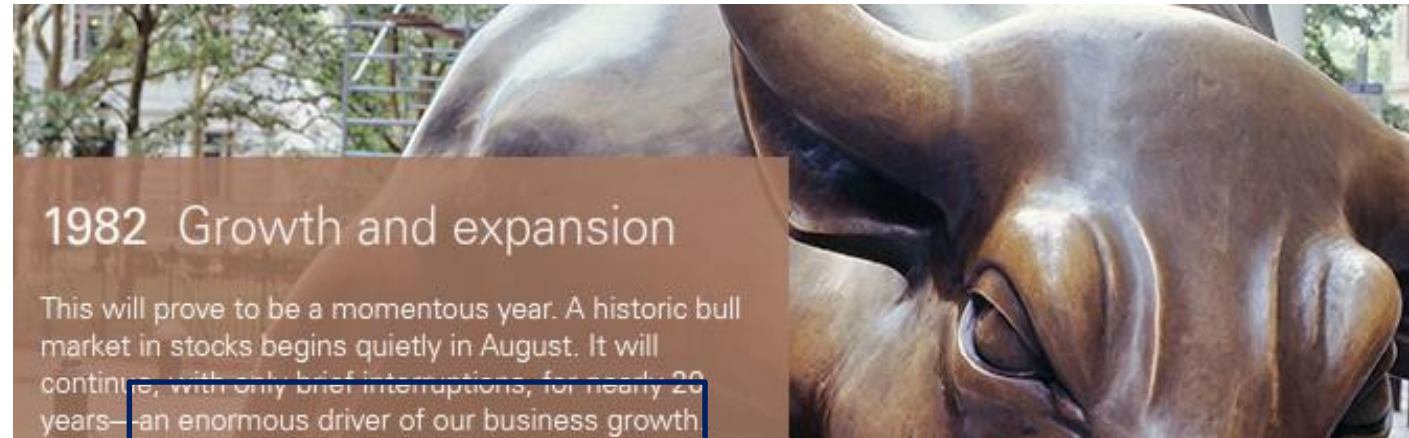 1982 Growth and expansion
This will prove to be a momentous year. A historic bull
market in stocks begins quietly in August. It will
continue, with only brief interruptions, for nearly 20
years—an enormous driver of our business growth.